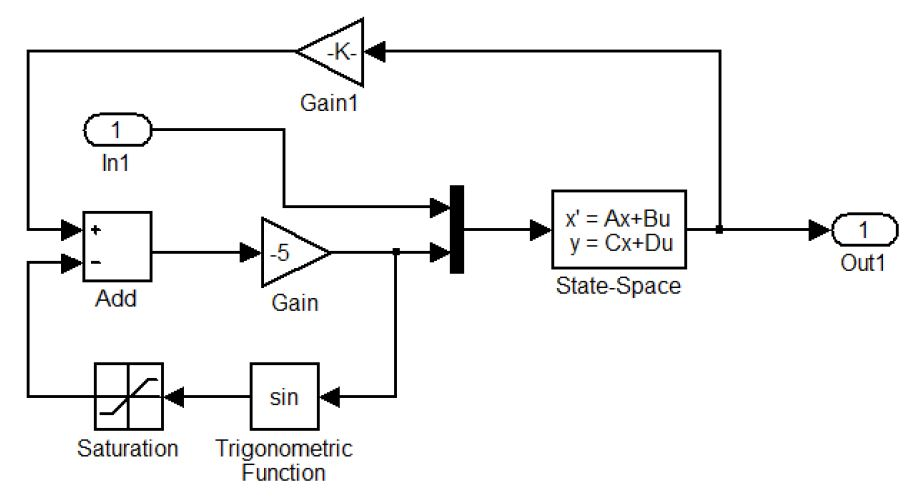 -K-
Gain1
1
In1
+
−
Add
-5
Gain
x' = Ax+Bu
y = Cx+Du
State-Space
1
Out1
Saturation
sin
Trigonometric
Function